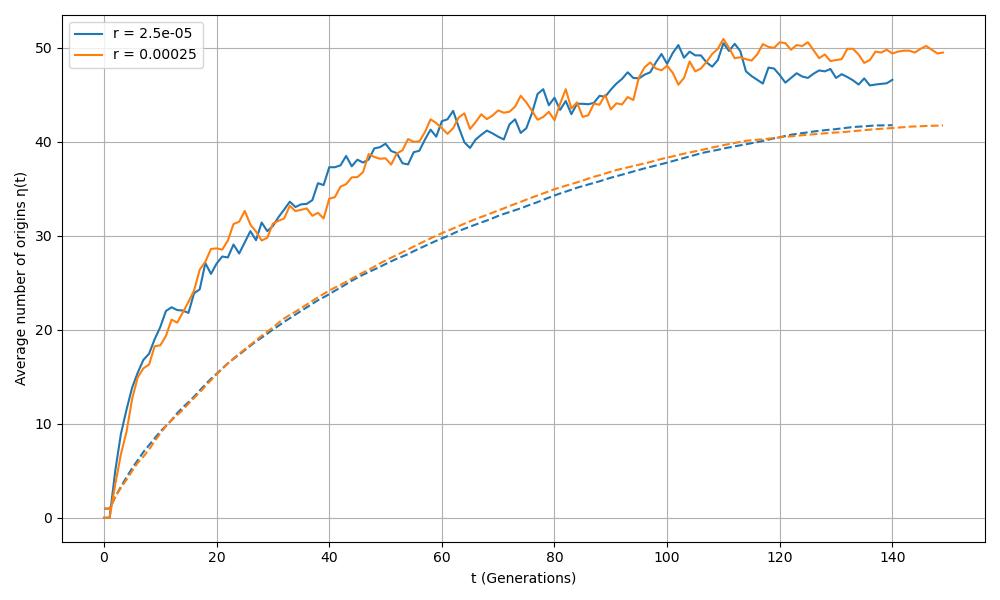 r = 2.5e-05
r = 0.00025
50
40
30
20
10
0
Average number of origins η(t)
0 20 40 60 80 100 120 140
t (Generations)